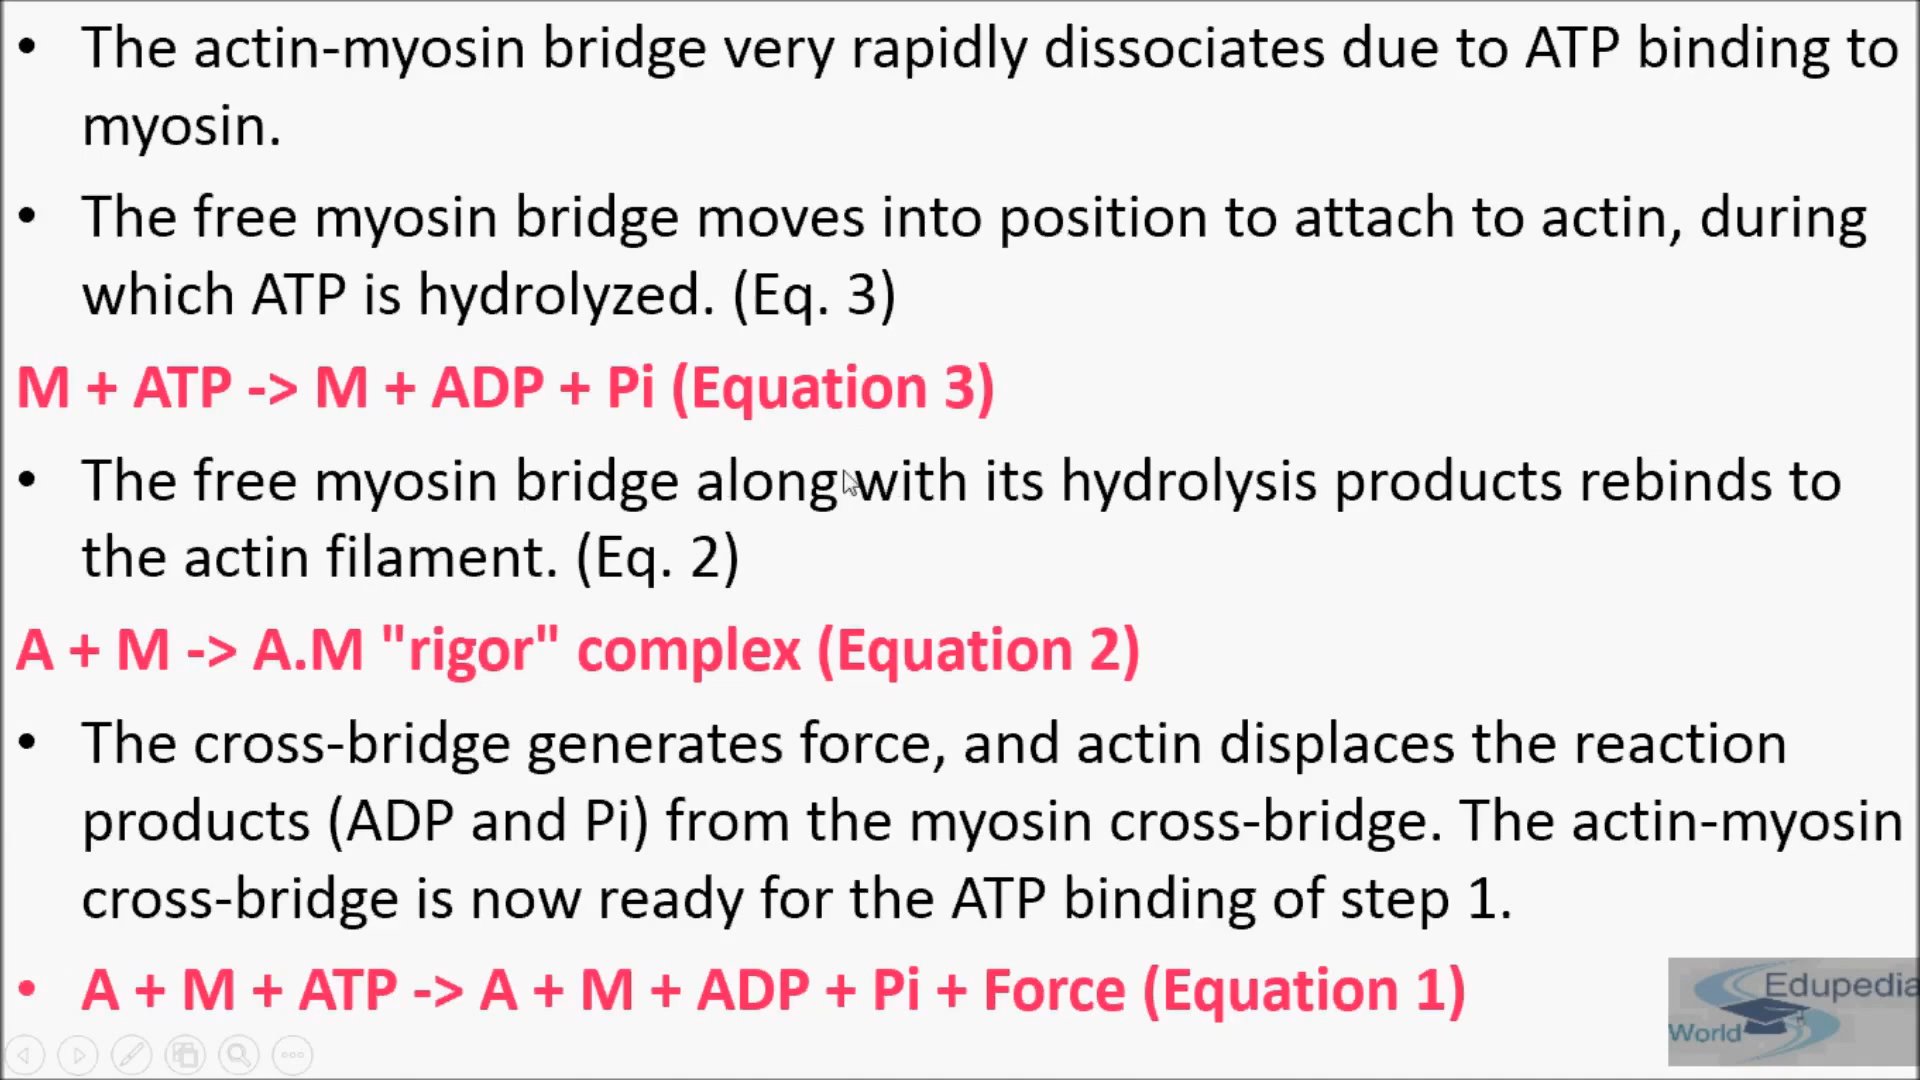 • The actin-myosin bridge very rapidly dissociates due to ATP binding to
myosin.
• The free myosin bridge moves into position to attach to actin, during
which ATP is hydrolyzed. (Eq. 3)
M + ATP -> M + ADP + Pi (Equation 3)
• The free myosin bridge along with its hydrolysis products rebinds to
the actin filament. (Eq. 2)
A + M -> A.M "rigor" complex (Equation 2)
• The cross-bridge generates force, and actin displaces the reaction
products (ADP and Pi) from the myosin cross-bridge. The actin-myosin
cross-bridge is now ready for the ATP binding of step 1.
• A + M + ATP -> A + M + ADP + Pi + Force (Equation 1)
Edupedia
World